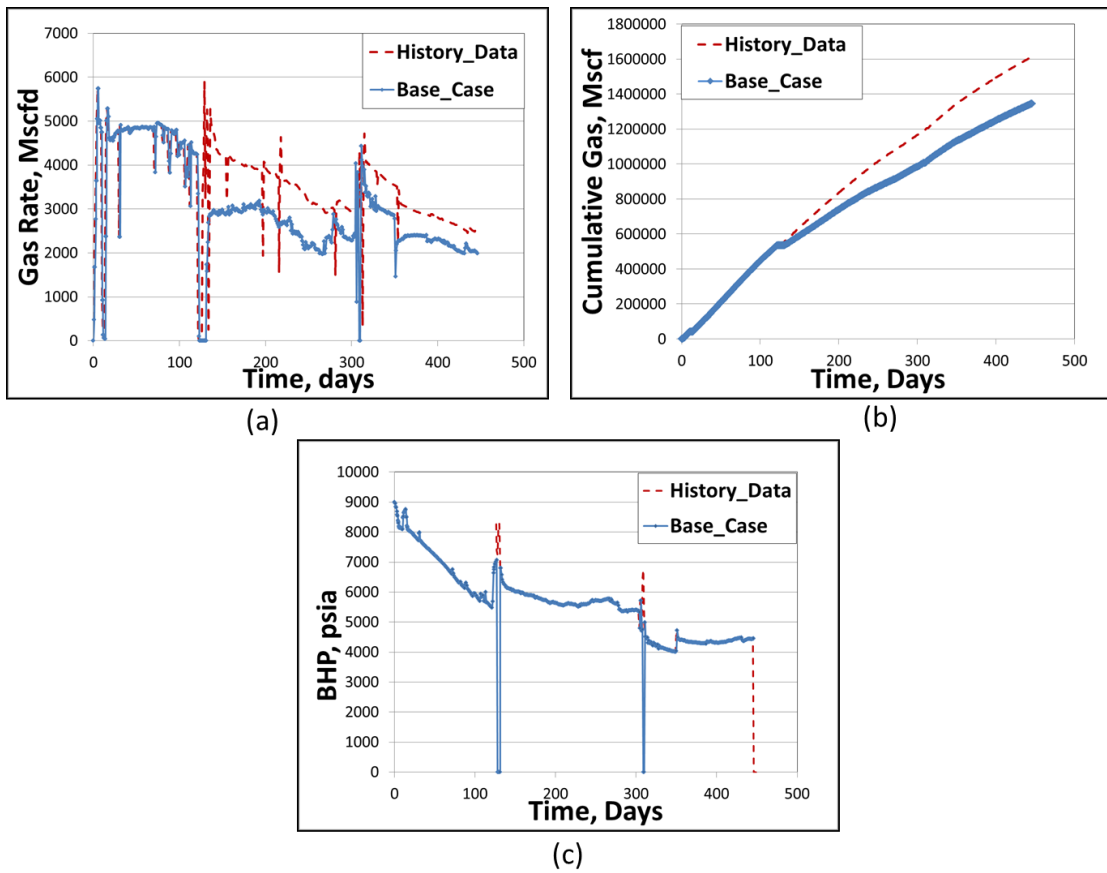 7000
6000
5000
4000
3000
2000
1000
0
Gas Rate, Mscfd
History_Data
Base_Case
0 100 200 300 400 500
Time, days
(a)
1800000
1600000
1400000
1200000
1000000
800000
600000
400000
200000
0
Cumulative Gas, Mscf
History_Data
Base_Case
0 100 200 300 400 500
Time, Days
(b)
10000
9000
8000
7000
6000
5000
4000
3000
2000
1000
0
BHP, psia
History_Data
Base_Case
0 100 200 300 400 500
Time, Days
(c)